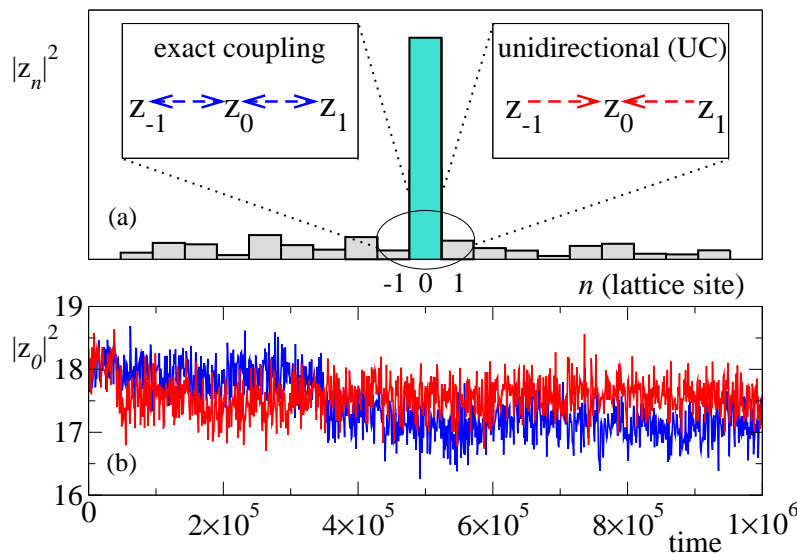 |z_n|^2
exact coupling
z_-1 z_0 z_1
unidirectional (UC)
z_-1 z_0 z_1
(a)
-1 0 1 n (lattice site)
|z_0|^2
19
18
17
16
(b)
0 2×10^5 4×10^5 6×10^5 8×10^5 1×10^6
time